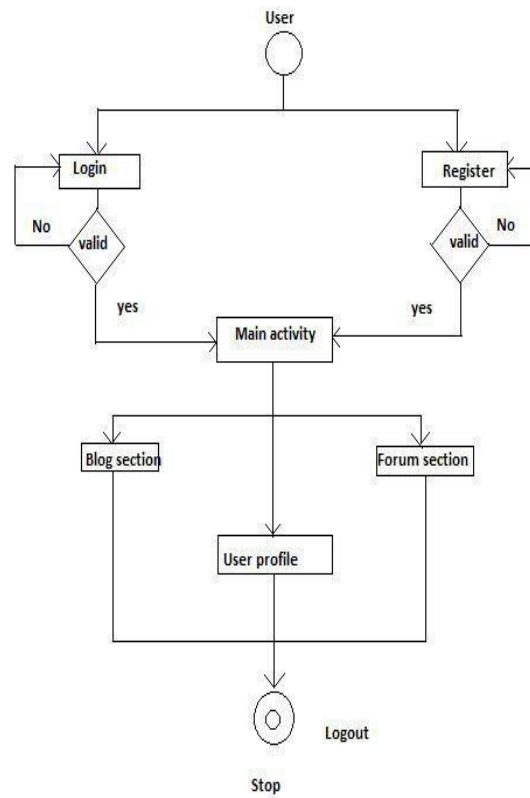 User
Login
Register
No
valid
valid
No
yes
yes
Main activity
Blog section
Forum section
User profile
Logout
Stop